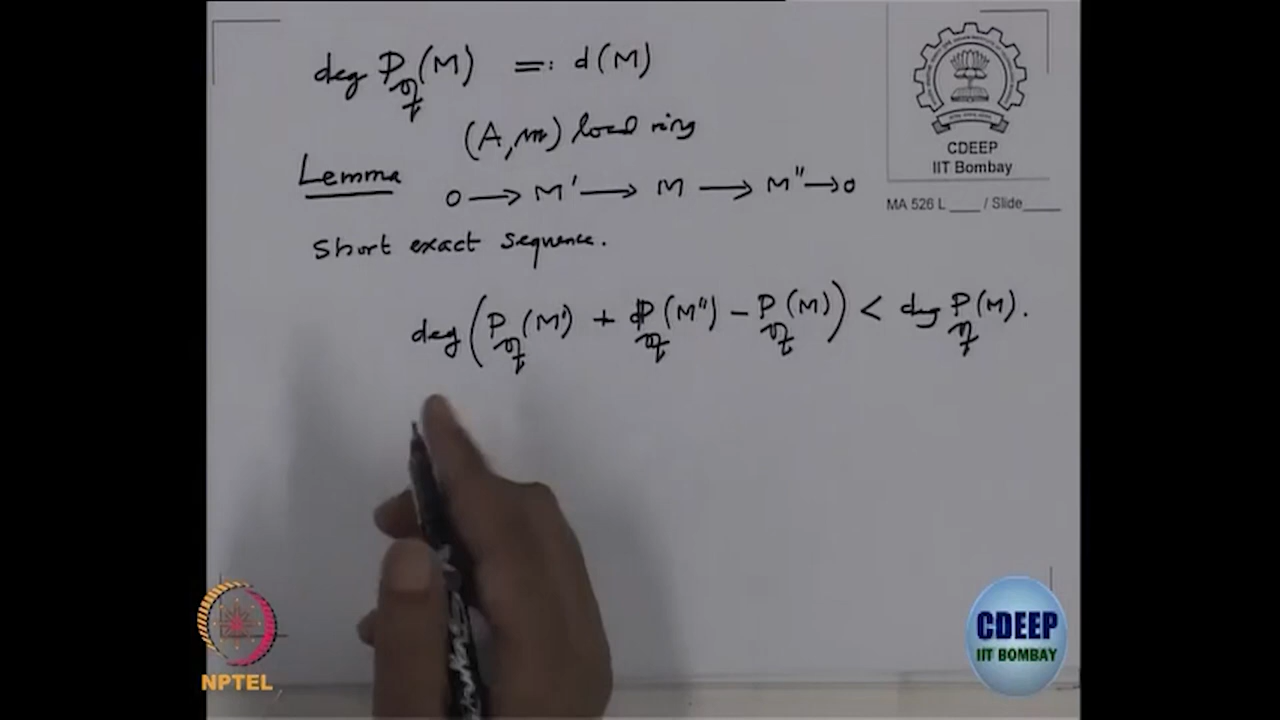 deg P_𝔮(M) =: d(M)
(A, 𝔪) local ring
Lemma 0 → M' → M → M'' → 0
Short exact sequence.
deg(P_𝔮(M') + P_𝔮(M'') − P_𝔮(M)) < deg P_𝔮(M).
CDEEP
IIT Bombay
MA 526 L ____ / Slide____
NPTEL
CDEEP
IIT BOMBAY